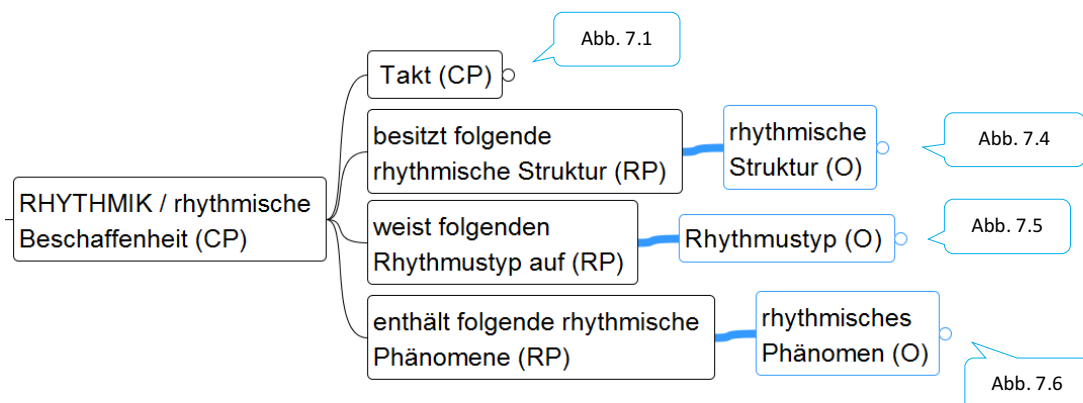 Abb. 7.1
Takt (CP)
besitzt folgende
rhythmische Struktur (RP)
rhythmische
Struktur (O)
Abb. 7.4
RHYTHMIK / rhythmische
Beschaffenheit (CP)
weist folgenden
Rhythmustyp auf (RP)
Rhythmustyp (O)
Abb. 7.5
enthält folgende rhythmische
Phänomene (RP)
rhythmisches
Phänomen (O)
Abb. 7.6